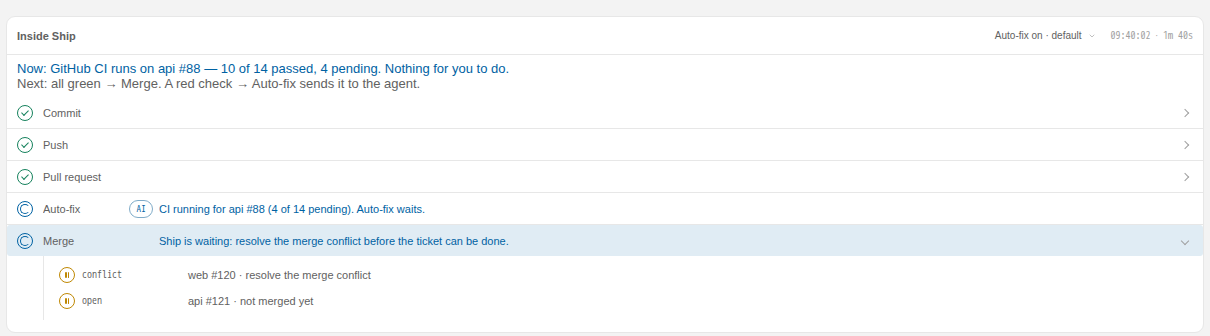 Inside Ship
Auto-fix on · default
09:40:02 · 1m 40s
Now: GitHub CI runs on api #88 — 10 of 14 passed, 4 pending. Nothing for you to do.
Next: all green → Merge. A red check → Auto-fix sends it to the agent.
Commit
Push
Pull request
Auto-fix AI CI running for api #88 (4 of 14 pending). Auto-fix waits.
Merge Ship is waiting: resolve the merge conflict before the ticket can be done.
conflict web #120 · resolve the merge conflict
open api #121 · not merged yet